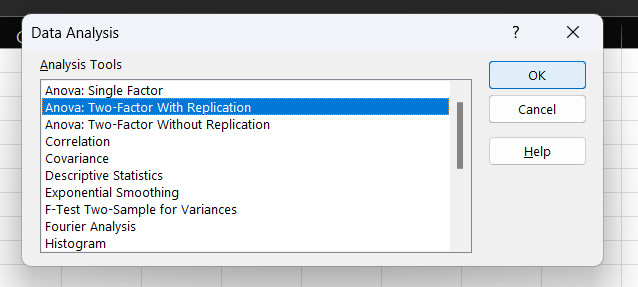 Data Analysis
?
Analysis Tools
Anova: Single Factor
Anova: Two-Factor With Replication
Anova: Two-Factor Without Replication
Correlation
Covariance
Descriptive Statistics
Exponential Smoothing
F-Test Two-Sample for Variances
Fourier Analysis
Histogram
OK
Cancel
Help